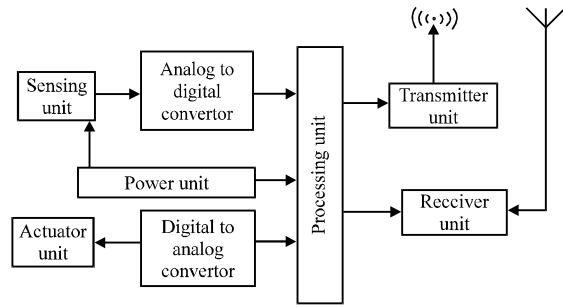 Sensing
unit
Analog to
digital
convertor
Processing unit
Transmitter
unit
Power unit
Actuator
unit
Digital to
analog
convertor
Recciver
unit